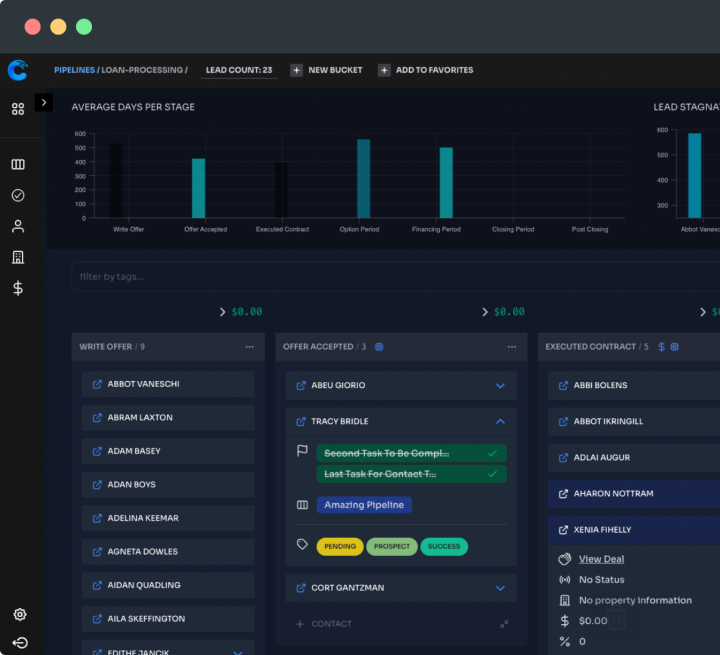 PIPELINES / LOAN-PROCESSING / LEAD COUNT: 23 + NEW BUCKET + ADD TO FAVORITES
AVERAGE DAYS PER STAGE
600
500
400
300
200
100
0
Write Offer Offer Accepted Executed Contract Option Period Financing Period Closing Period Post Closing
LEAD STAGNAT
600
500
400
300
Abbot Vanesc
filter by tags...
$0.00
$0.00
$0
WRITE OFFER / 9 ...
ABBOT VANESCHI
ABRAM LAXTON
ADAM BASEY
ADAN BOYS
ADELINA KEEMAR
AGNETA DOWLES
AIDAN QUADLING
AILA SKEFFINGTON
EDITHE JANCIK
OFFER ACCEPTED / 3 ...
ABEU GIORIO
TRACY BRIDLE
Second Task To Be Compl...
Last Task For Contact T...
Amazing Pipeline
PENDING PROSPECT SUCCESS
CORT GANTZMAN
+ CONTACT
EXECUTED CONTRACT / 5 $
ABBI BOLENS
ABBOT IKRINGILL
ADLAI AUGUR
AHARON NOTTRAM
XENIA FIHELLY
View Deal
No Status
No property information
$0.00
0